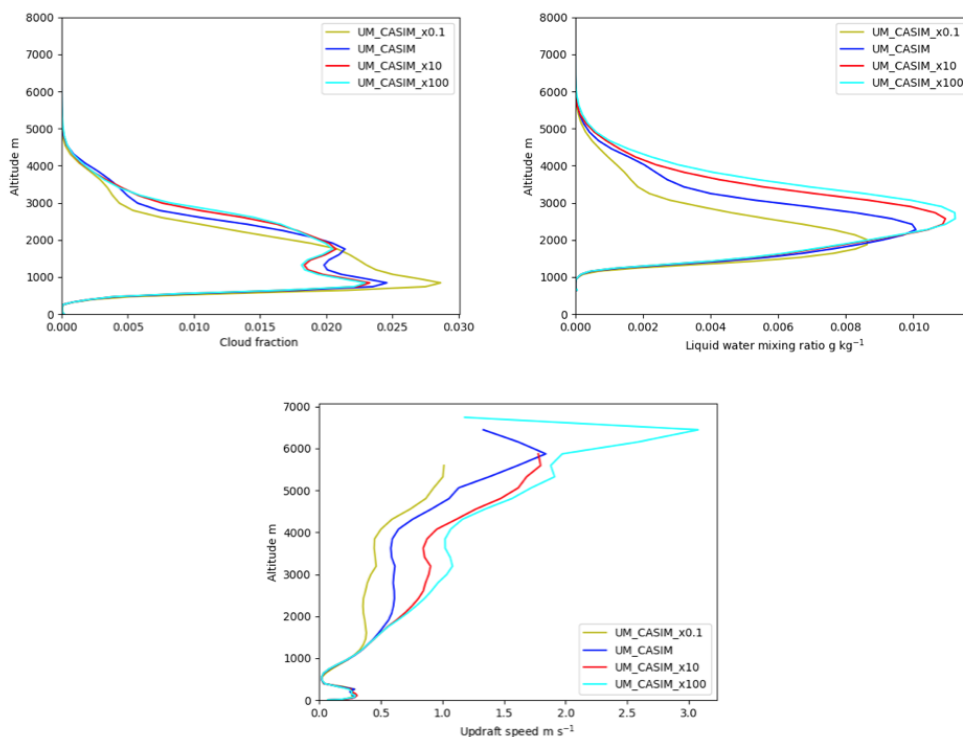 8000
7000
6000
5000
4000
3000
2000
1000
0
Altitude m
0.000
0.005
0.010
0.015
0.020
0.025
0.030
Cloud fraction
UM_CASIM_x0.1
UM_CASIM
UM_CASIM_x10
UM_CASIM_x100
8000
7000
6000
5000
4000
3000
2000
1000
0
Altitude m
0.000
0.002
0.004
0.006
0.008
0.010
Liquid water mixing ratio g kg⁻¹
UM_CASIM_x0.1
UM_CASIM
UM_CASIM_x10
UM_CASIM_x100
7000
6000
5000
4000
3000
2000
1000
0
Altitude m
UM_CASIM_x0.1
UM_CASIM
UM_CASIM_x10
UM_CASIM_x100
0.0
0.5
1.0
1.5
2.0
2.5
3.0
Updraft speed m s⁻¹